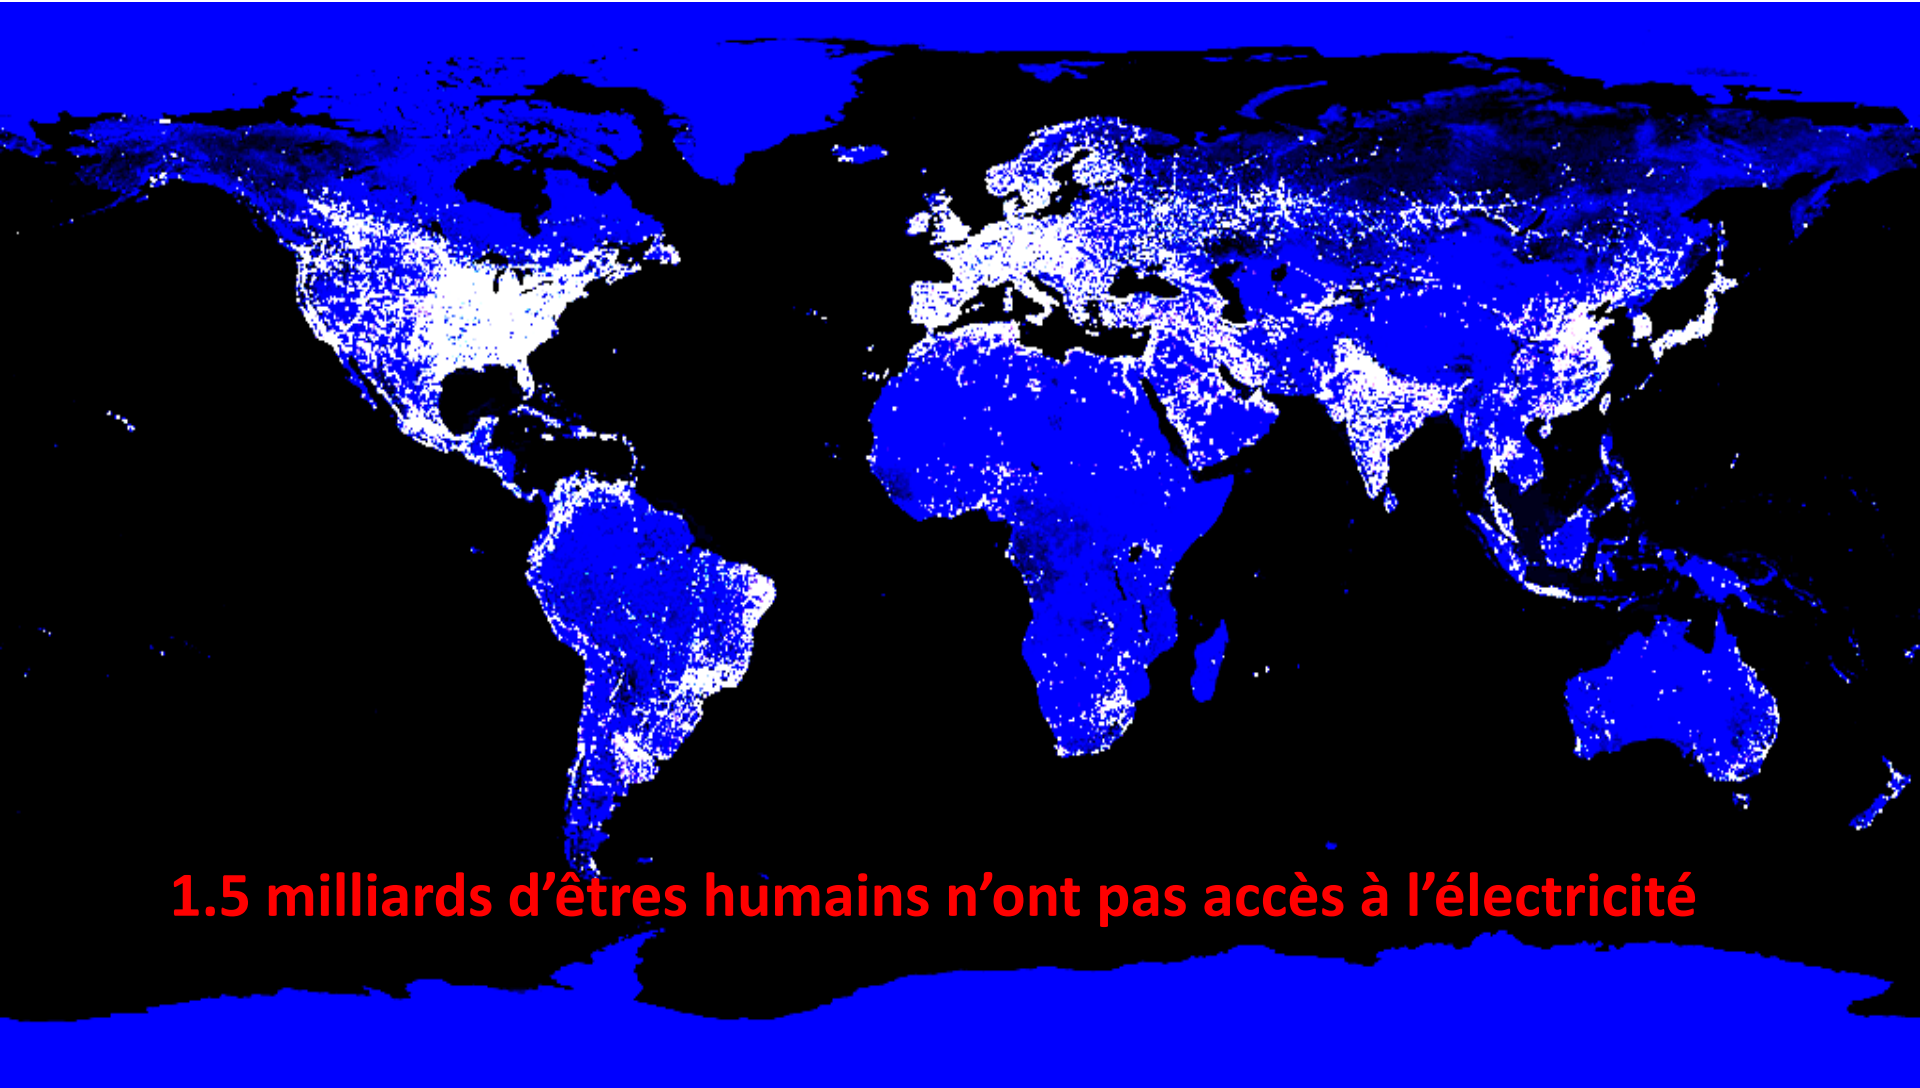 1.5 milliards d’êtres humains n’ont pas accès à l’électricité